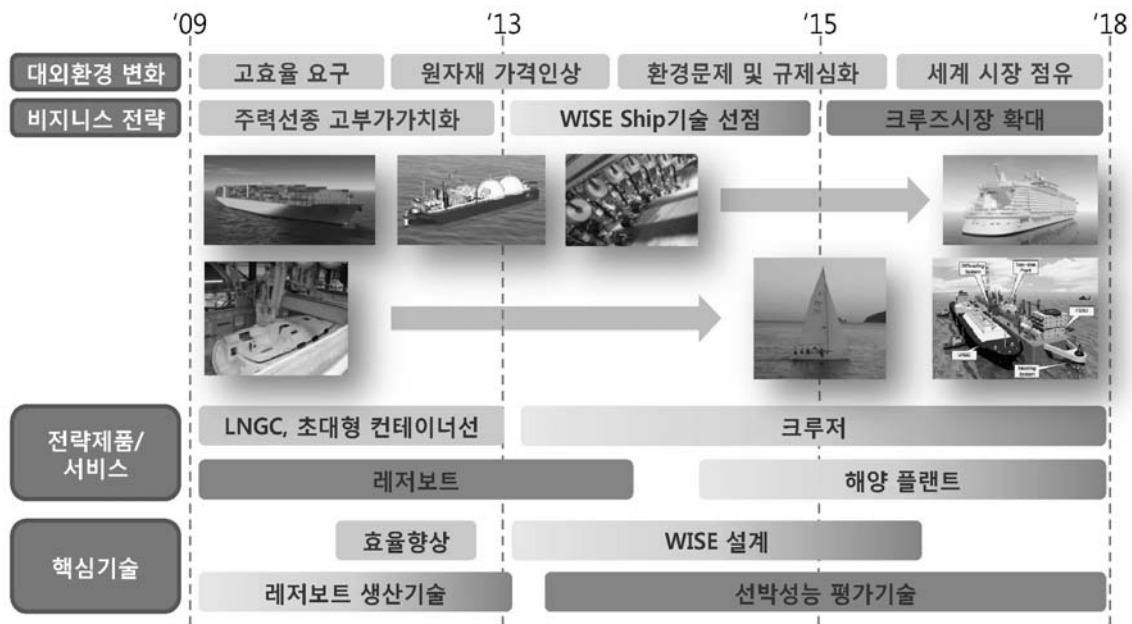 '09 '13 '15 '18
대외환경 변화 고효율 요구 원자재 가격인상 환경문제 및 규제심화 세계 시장 점유
비지니스 전략 주력선종 고부가가치화 WISE Ship기술 선점 크루즈시장 확대
전략제품/
서비스
LNGC, 초대형 컨테이너선 크루저
레저보트 해양 플랜트
핵심기술
효율향상 WISE 설계
레저보트 생산기술 선박성능 평가기술